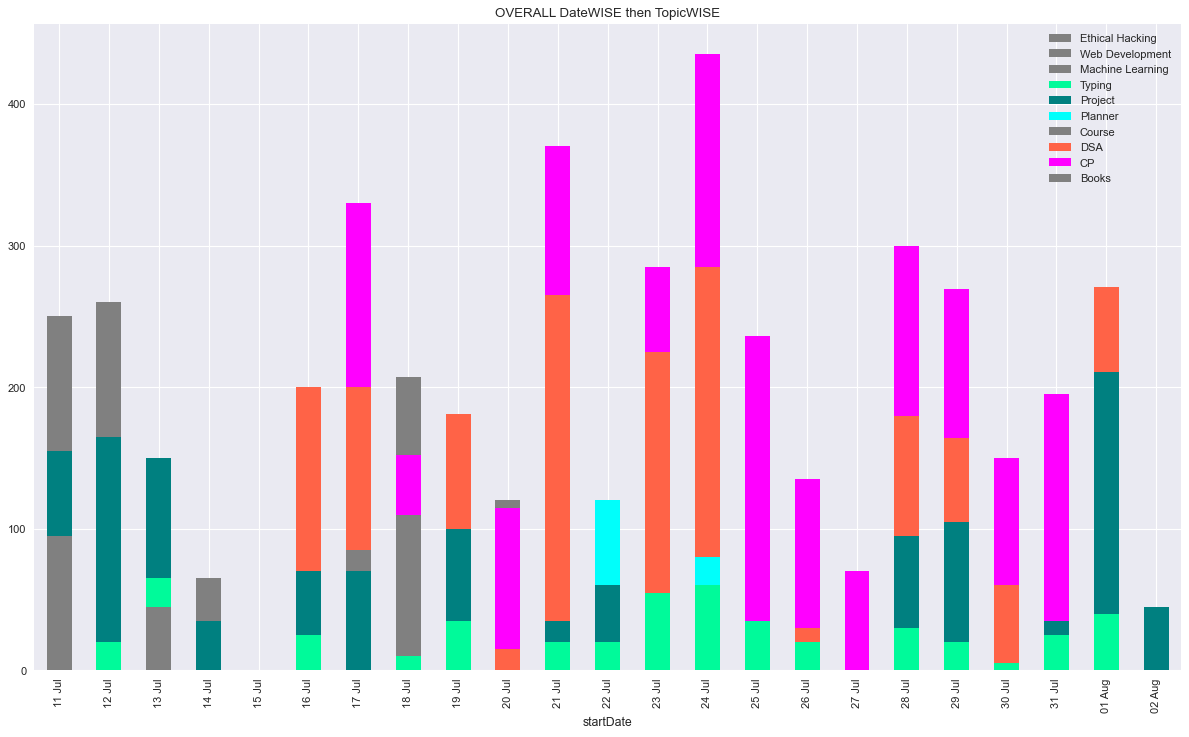 OVERALL DateWISE then TopicWISE
Ethical Hacking
Web Development
Machine Learning
Typing
Project
Planner
Course
DSA
CP
Books
400
300
200
100
0
11 Jul
12 Jul
13 Jul
14 Jul
15 Jul
16 Jul
17 Jul
18 Jul
19 Jul
20 Jul
21 Jul
22 Jul
23 Jul
24 Jul
25 Jul
26 Jul
27 Jul
28 Jul
29 Jul
30 Jul
31 Jul
01 Aug
02 Aug
startDate